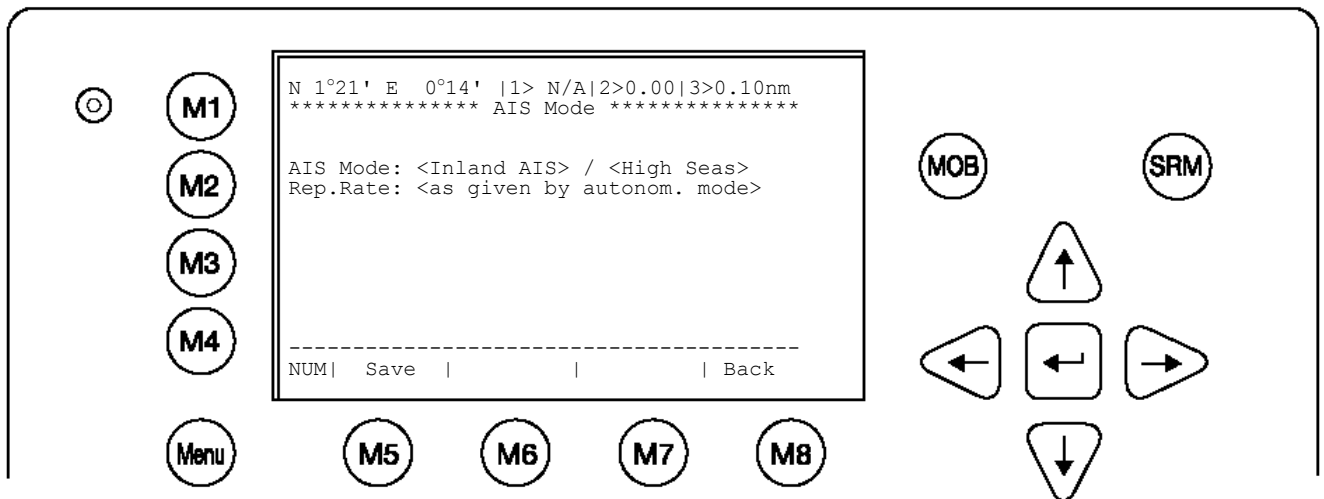 N 1°21' E  0°14' |1> N/A|2>0.00|3>0.10nm
*************** AIS Mode ***************
AIS Mode: <Inland AIS> / <High Seas>
Rep.Rate: <as given by autonom. mode>
----------------------------------------
NUM|  Save  |         |         | Back
M1
M2
M3
M4
MOB
SRM
Menu
M5
M6
M7
M8